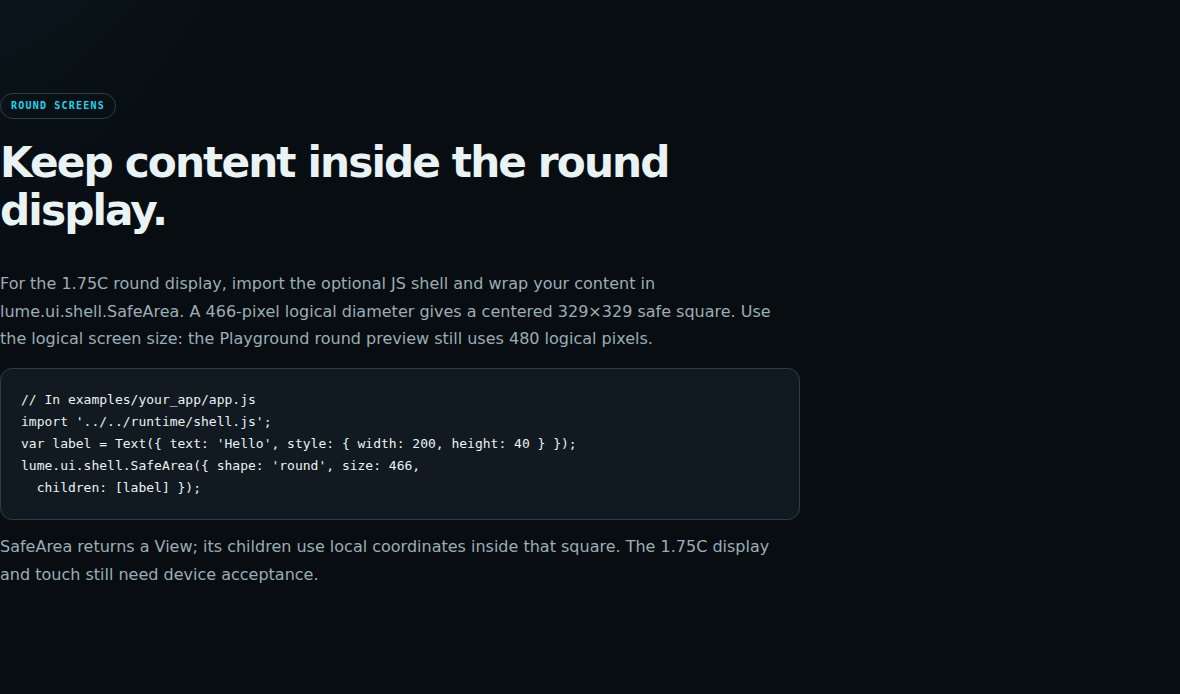 ROUND SCREENS
Keep content inside the round
display.
For the 1.75C round display, import the optional JS shell and wrap your content in
lume.ui.shell.SafeArea. A 466-pixel logical diameter gives a centered 329×329 safe square. Use
the logical screen size: the Playground round preview still uses 480 logical pixels.
// In examples/your_app/app.js
import '../../runtime/shell.js';
var label = Text({ text: 'Hello', style: { width: 200, height: 40 } });
lume.ui.shell.SafeArea({ shape: 'round', size: 466,
  children: [label] });
SafeArea returns a View; its children use local coordinates inside that square. The 1.75C display
and touch still need device acceptance.